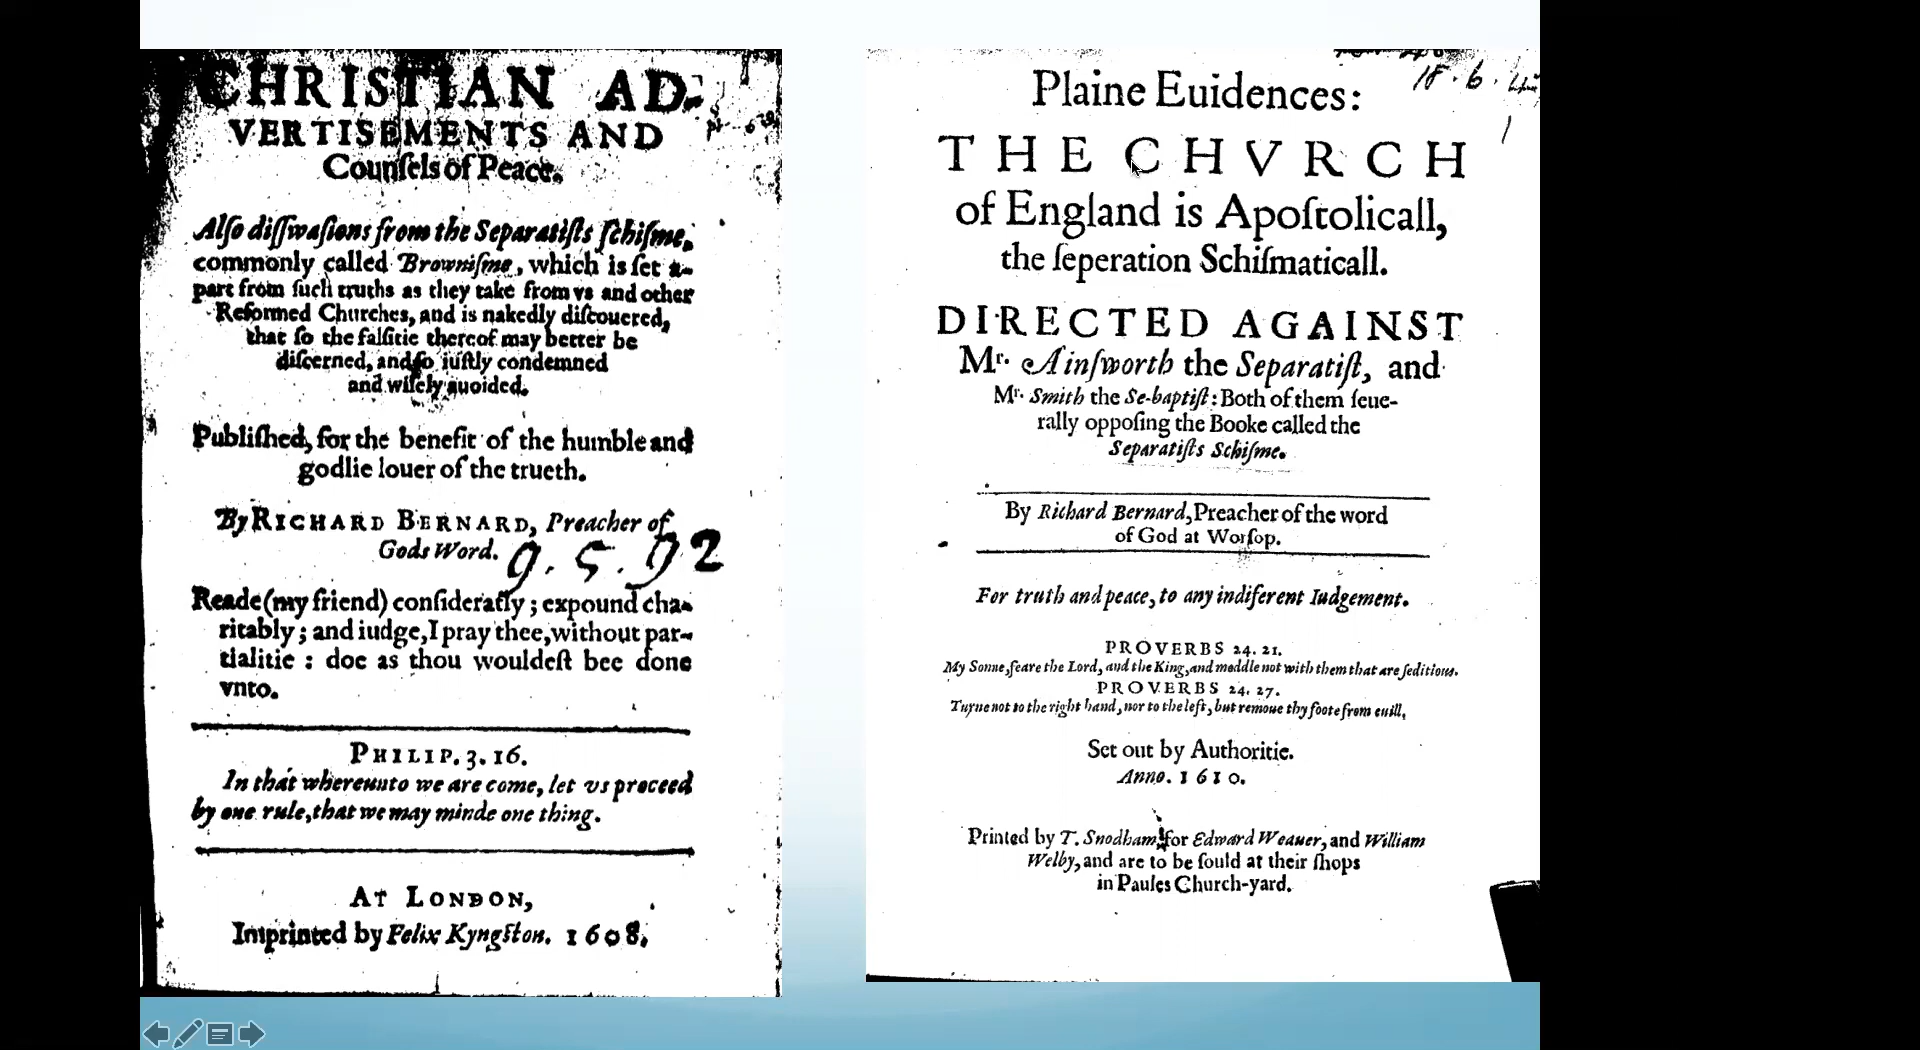 CHRISTIAN AD-
VERTISEMENTS AND
Counſels of Peace.
Alſo diſſwaſions from the Separatiſts ſchiſme,
commonly called Browniſme, which is ſet a-
part from ſuch truths as they take from vs and other
Reformed Churches, and is nakedly diſcouered,
that ſo the falſitie thereof may better be
diſcerned, and ſo iuſtly condemned
and wiſely auoided.
Publiſhed, for the benefit of the humble and
godlie louer of the trueth.
By RICHARD BERNARD, Preacher of
Gods Word.
9. 5. 92
Reade (my friend) conſideratly; expound cha-
ritably; and iudge, I pray thee, without par-
tialitie: doe as thou wouldeſt bee done
vnto.
PHILIP. 3. 16.
In that whereunto we are come, let vs proceed
by one rule, that we may minde one thing.
AT LONDON,
Imprinted by Felix Kyngſton. 1608.
18. 6.
Plaine Euidences:
THE CHVRCH
of England is Apoſtolicall,
the ſeperation Schiſmaticall.
DIRECTED AGAINST
Mr. Ainſworth the Separatiſt, and
Mr. Smith the Se-baptiſt: Both of them ſeue-
rally oppoſing the Booke called the
Separatiſts Schiſme.
By Richard Bernard, Preacher of the word
of God at Worſop.
For truth and peace, to any indiferent Iudgement.
PROVERBS 24. 21.
My Sonne, feare the Lord, and the King, and meddle not with them that are ſeditious.
PROVERBS 24. 27.
Turne not to the right hand, nor to the left, but remoue thy foote from euill,
Set out by Authoritie.
Anno. 1610.
Printed by T. Snodham for Edward Weauer, and William
Welby, and are to be ſould at their ſhops
in Paules Church-yard.